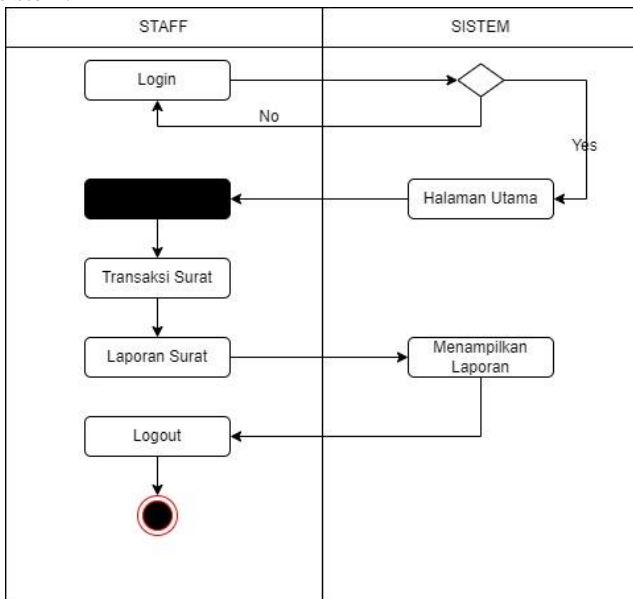 STAFF
SISTEM
Login
No
Yes
Halaman Utama
Transaksi Surat
Laporan Surat
Menampilkan
Laporan
Logout